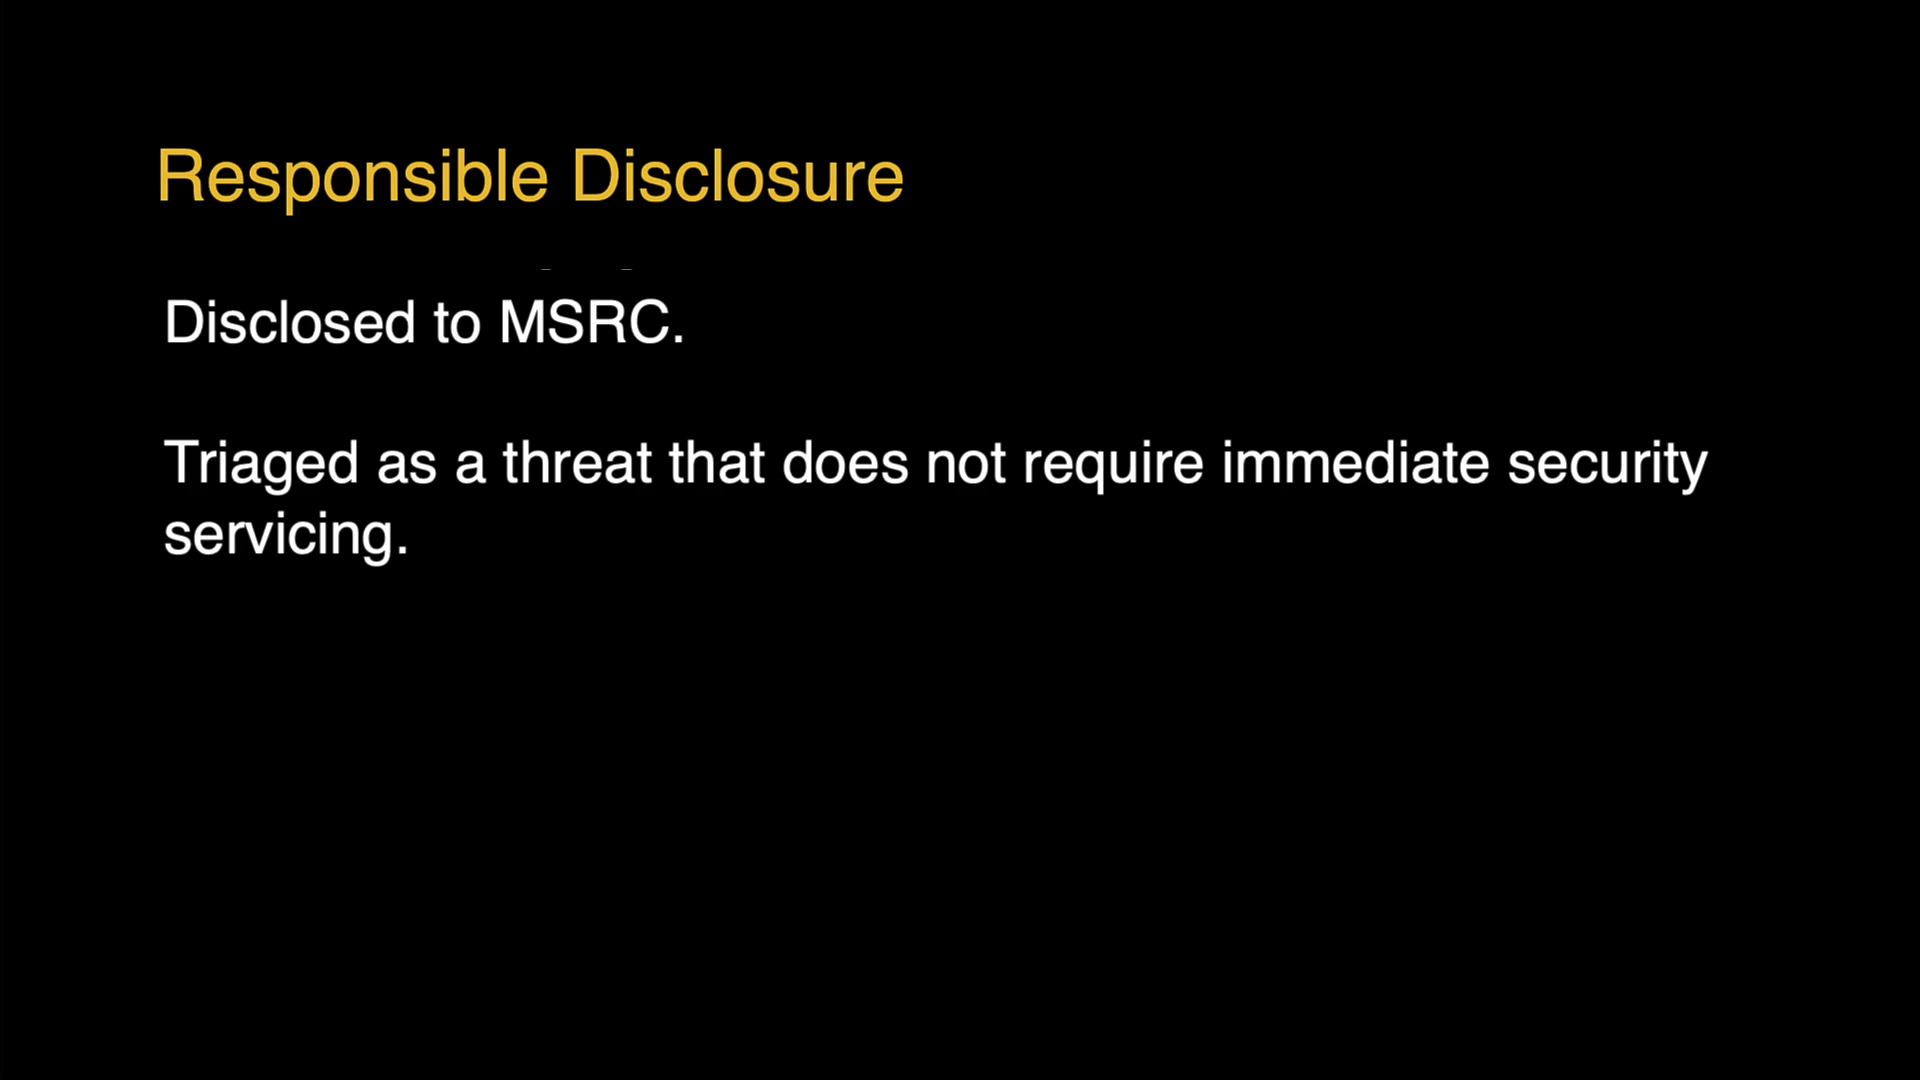 Responsible Disclosure
Disclosed to MSRC.
Triaged as a threat that does not require immediate security
servicing.